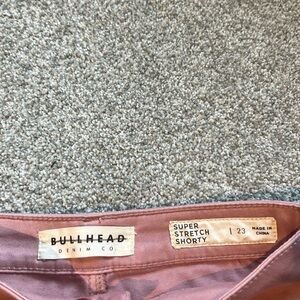 BULLHEAD
DENIM CO.
SUPER
STRETCH
SHORTY
| 23
MADE IN
CHINA